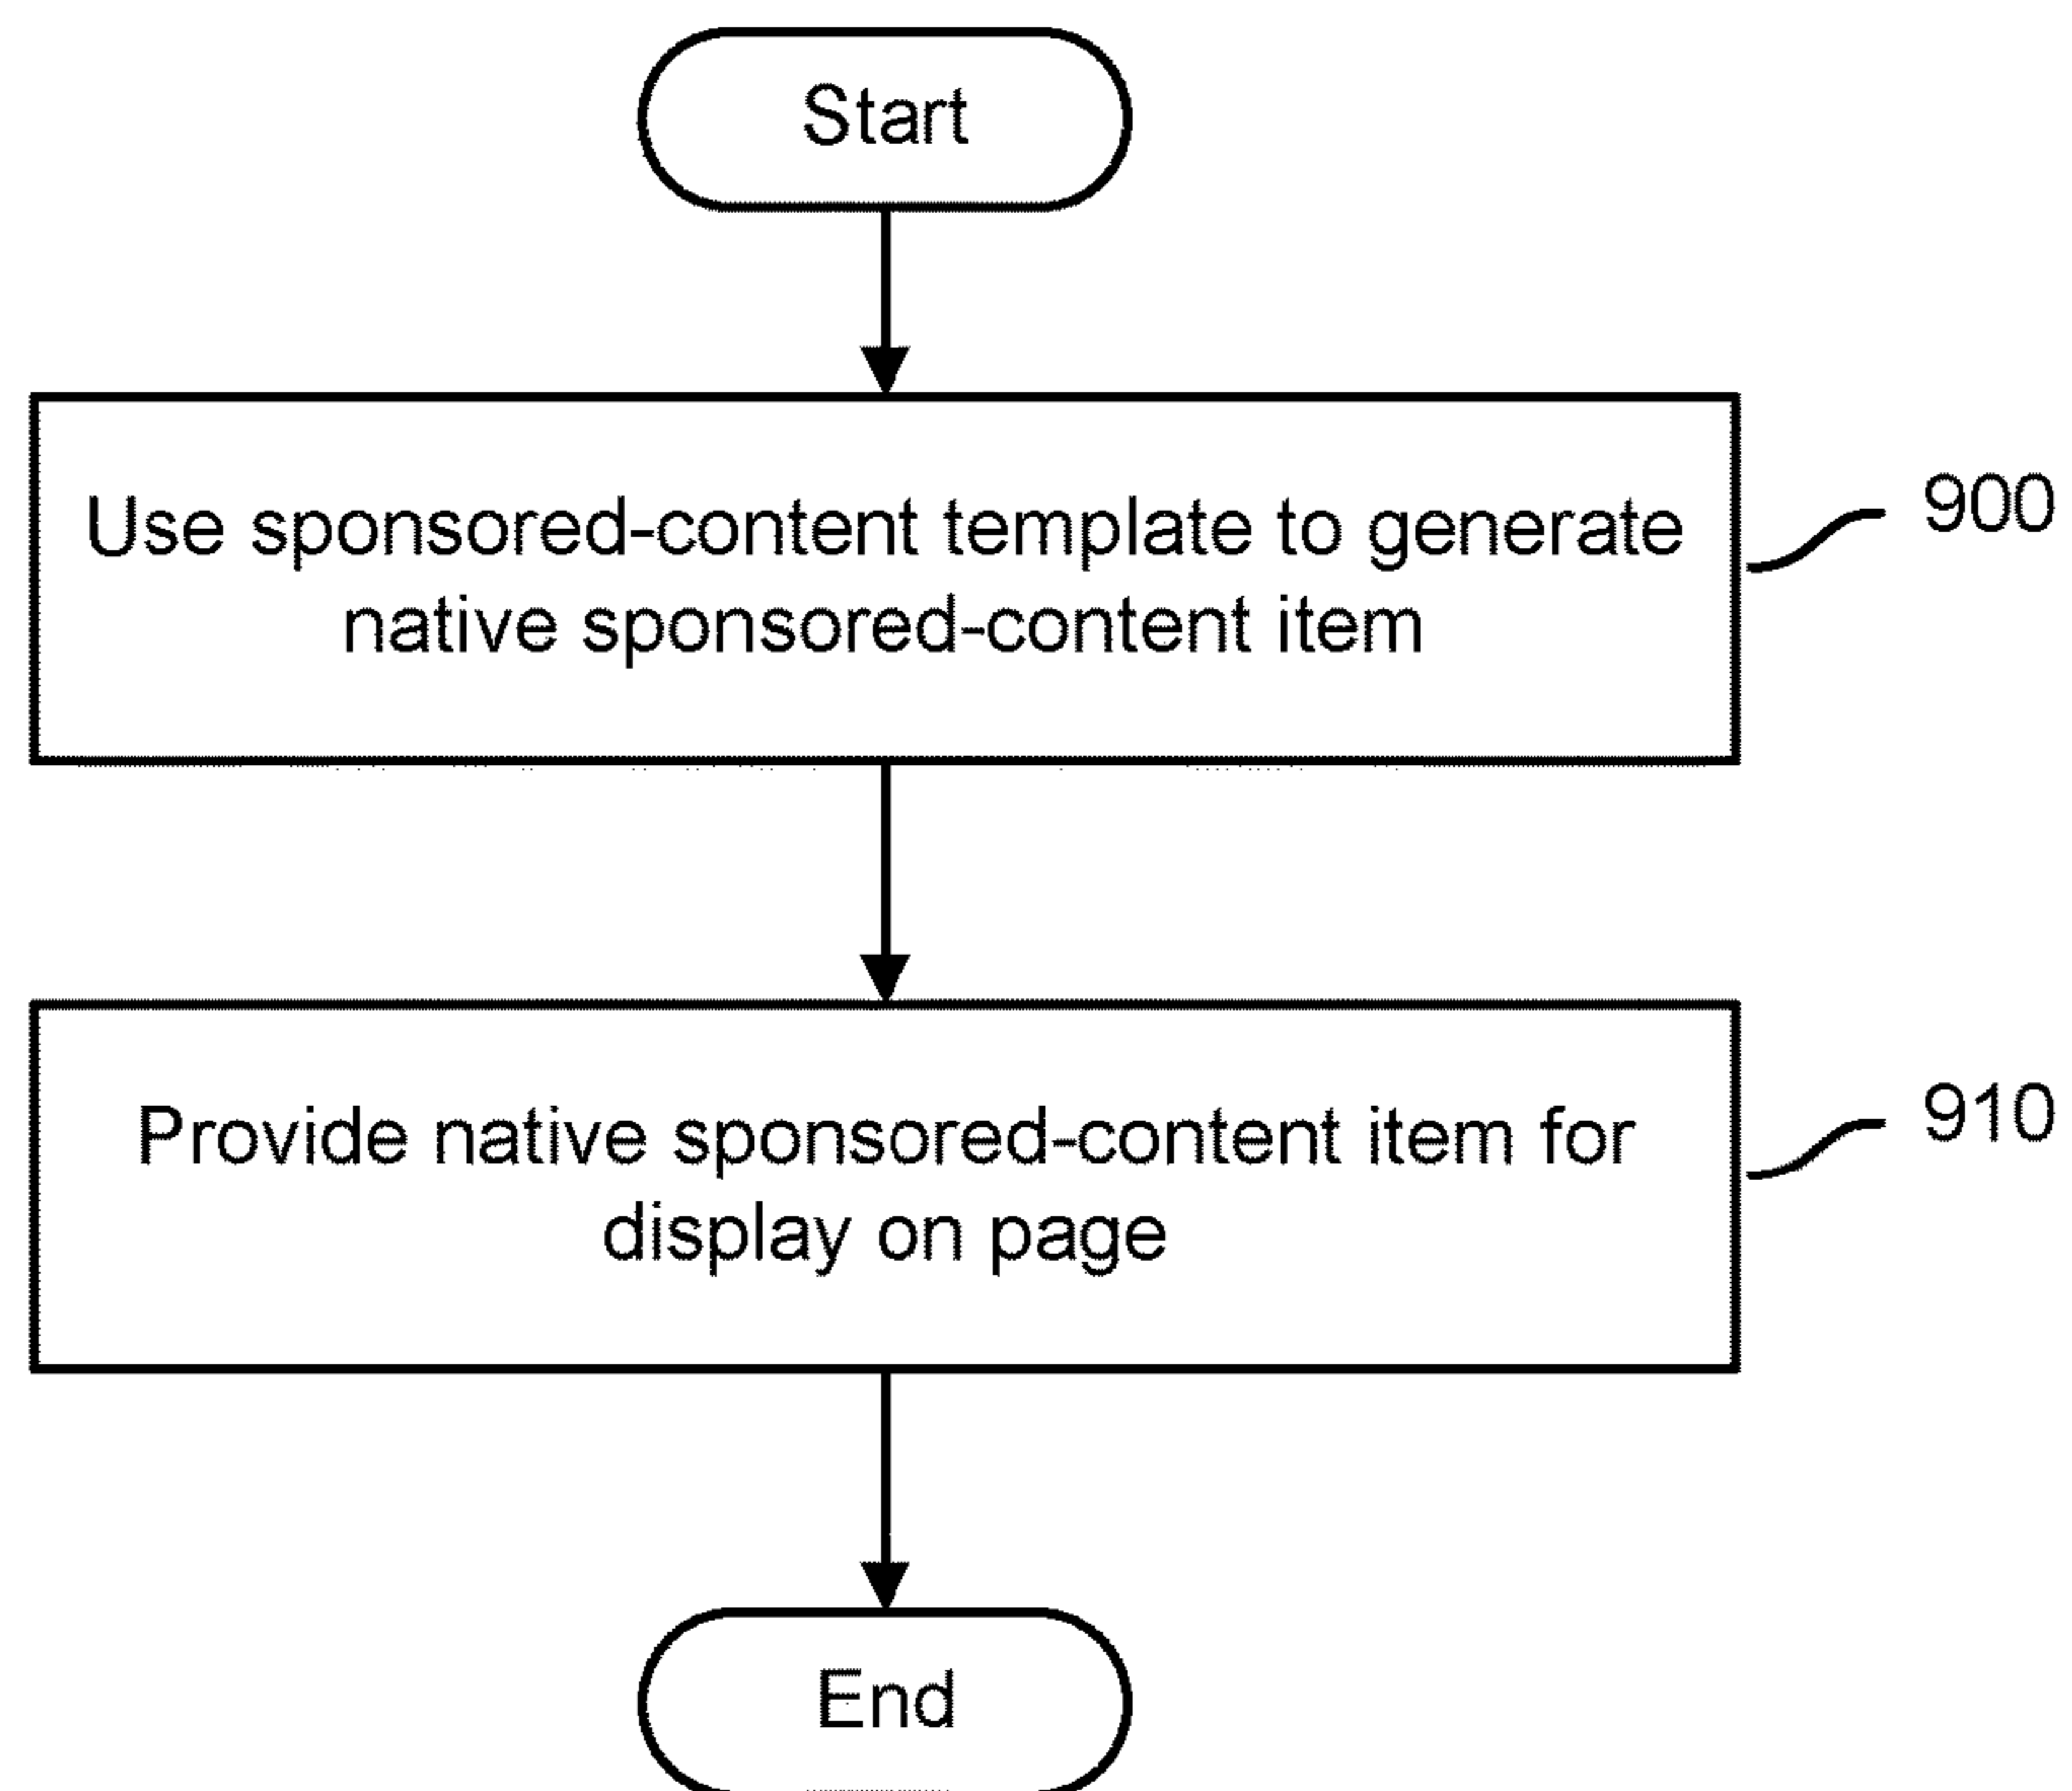 Start
Use sponsored-content template to generate
native sponsored-content item
900
Provide native sponsored-content item for
display on page
910
End